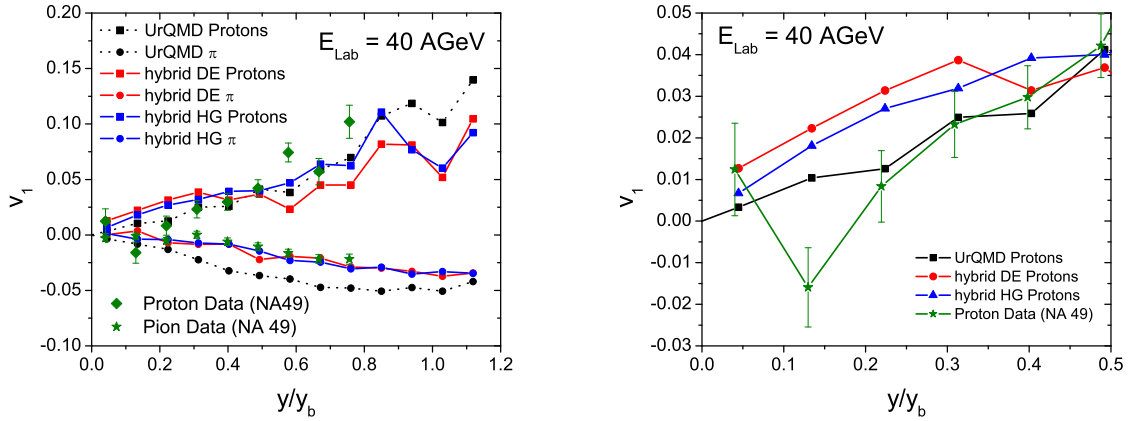 UrQMD Protons
UrQMD π
hybrid DE Protons
hybrid DE π
hybrid HG Protons
hybrid HG π
E_Lab = 40 AGeV
0.20
0.15
0.10
0.05
0.00
-0.05
-0.10
v_1
Proton Data (NA49)
Pion Data (NA 49)
0.0 0.2 0.4 0.6 0.8 1.0 1.2
y/y_b
E_Lab = 40 AGeV
0.05
0.04
0.03
0.02
0.01
0.00
-0.01
-0.02
-0.03
v_1
UrQMD Protons
hybrid DE Protons
hybrid HG Protons
Proton Data (NA 49)
0.0 0.1 0.2 0.3 0.4 0.5
y/y_b